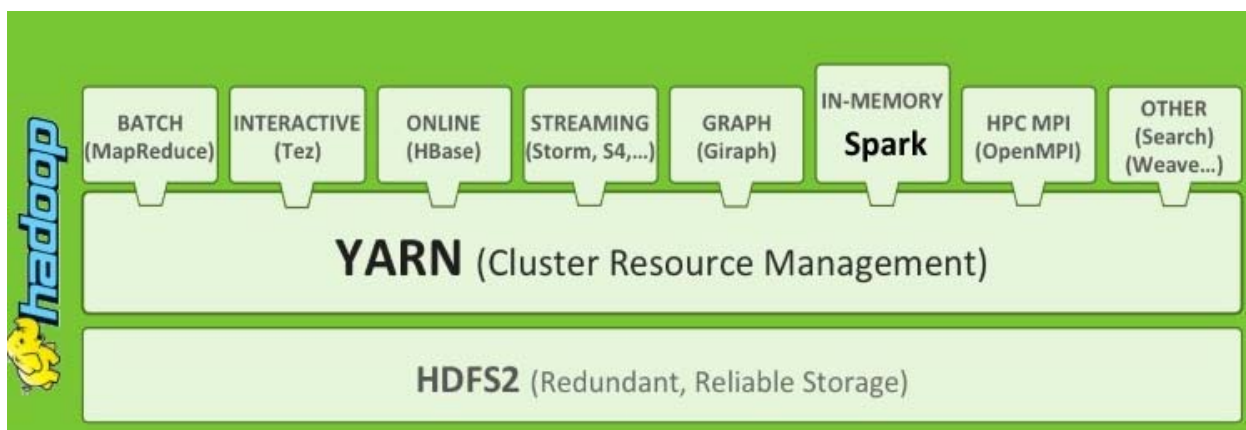 hadoop
BATCH
(MapReduce)
INTERACTIVE
(Tez)
ONLINE
(HBase)
STREAMING
(Storm, S4,...)
GRAPH
(Giraph)
IN-MEMORY
Spark
HPC MPI
(OpenMPI)
OTHER
(Search)
(Weave...)
YARN (Cluster Resource Management)
HDFS2 (Redundant, Reliable Storage)